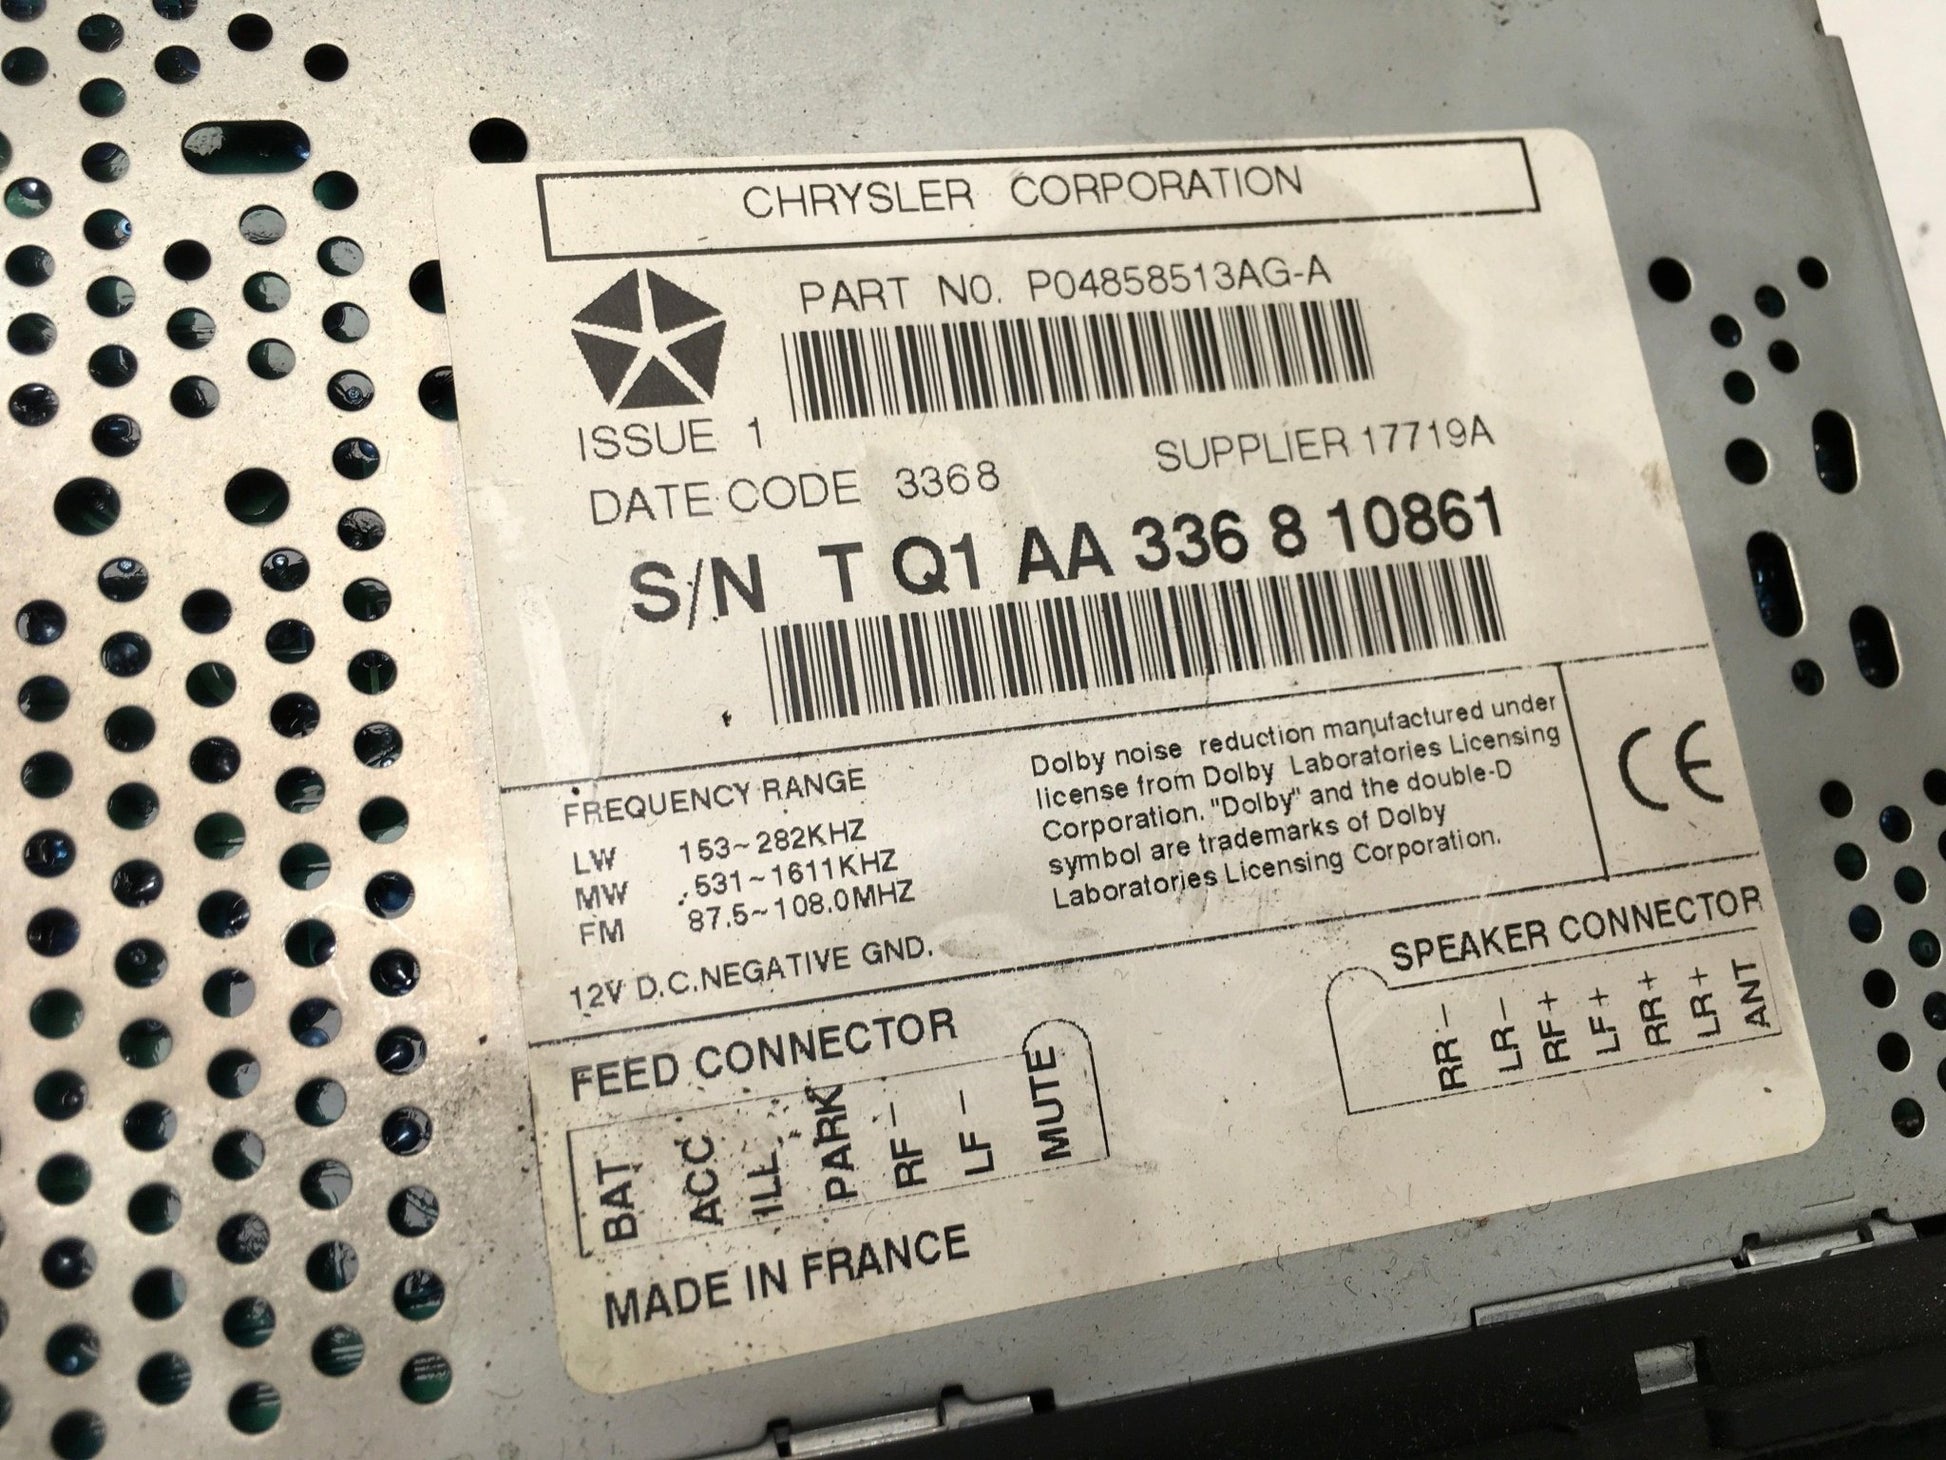 CHRYSLER CORPORATION
PART NO. P04858513AG-A
ISSUE 1
DATE CODE 3368
SUPPLIER 17719A
S/N T Q1 AA 336 8 10861
FREQUENCY RANGE
LW 153~282KHZ
MW 531~1611KHZ
FM 87.5~108.0MHZ
12V D.C.NEGATIVE GND.
Dolby noise reduction manufactured under
license from Dolby Laboratories Licensing
Corporation. "Dolby" and the double-D
symbol are trademarks of Dolby
Laboratories Licensing Corporation.
CE
FEED CONNECTOR
BAT
ACC
ILL
PARK
RF −
LF −
MUTE
SPEAKER CONNECTOR
RR −
LR −
RF +
LF +
RR +
LR +
ANT
MADE IN FRANCE